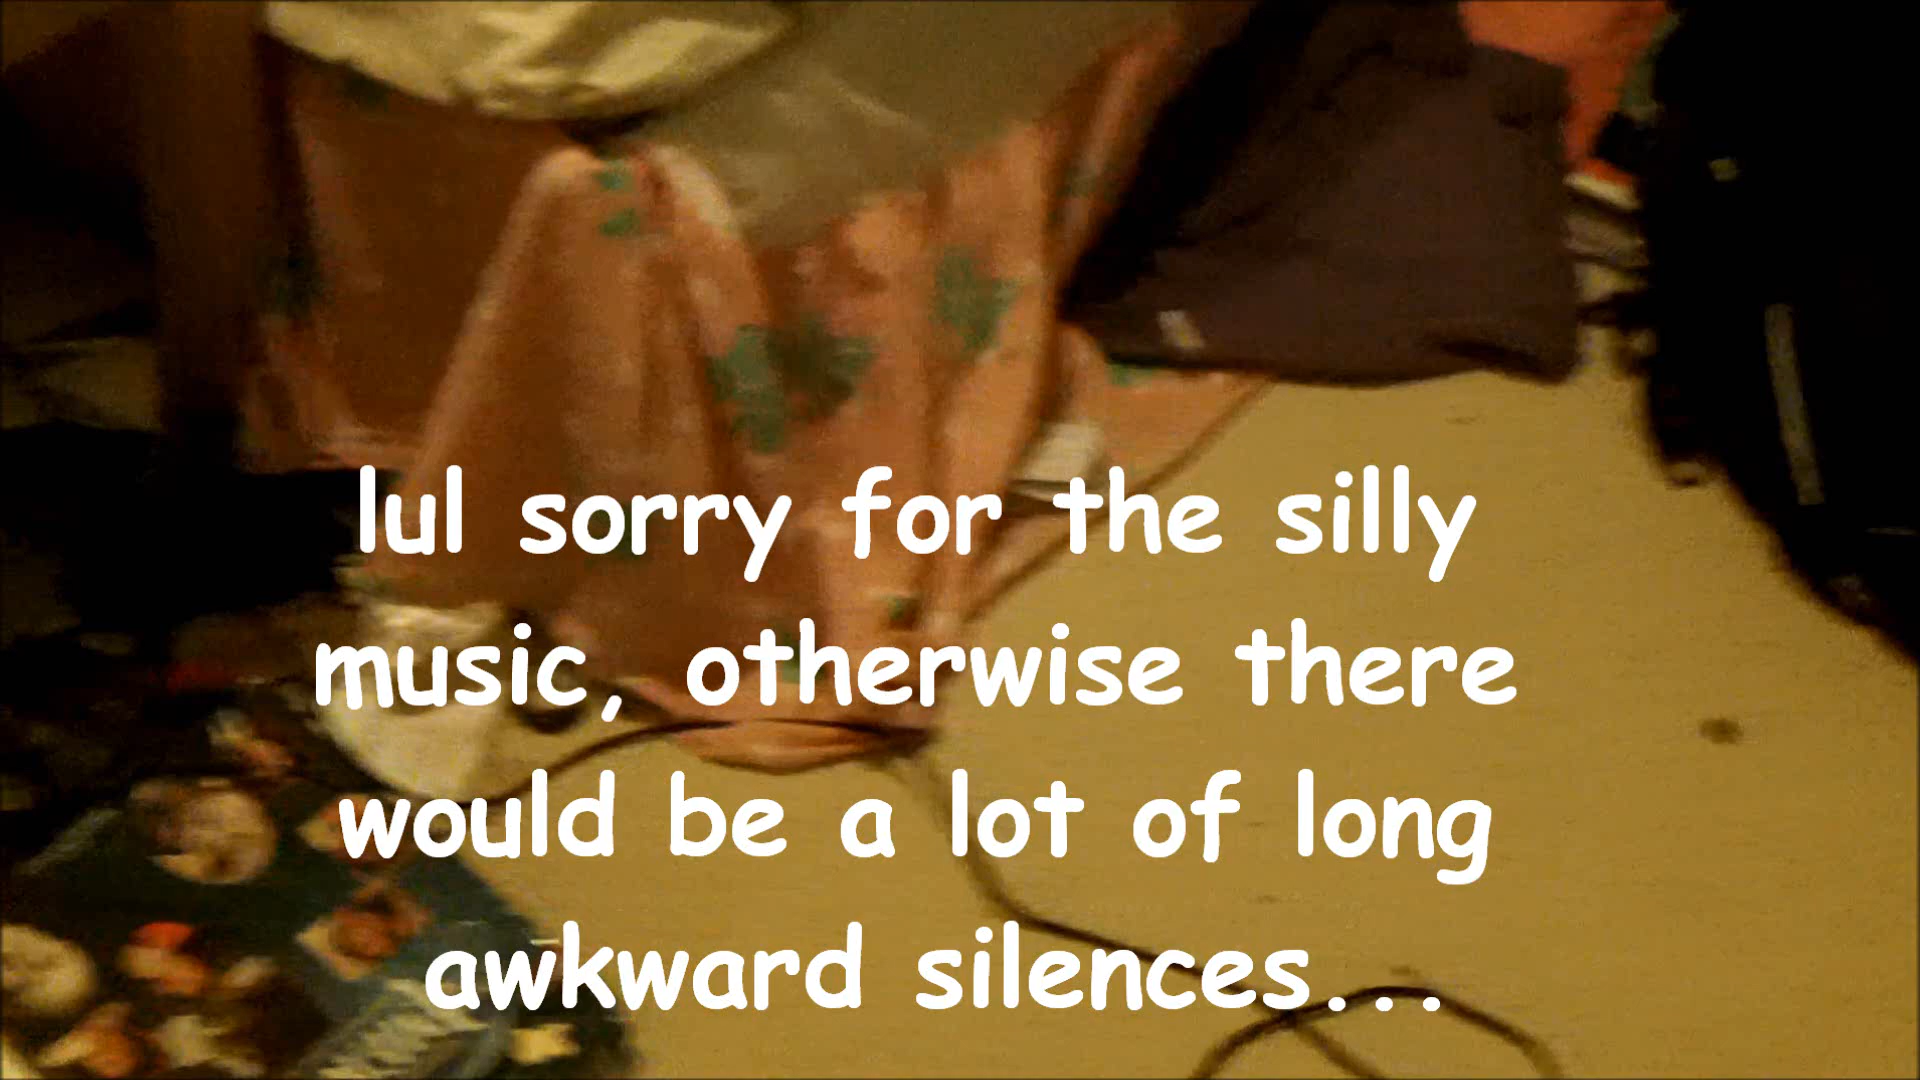 lul sorry for the silly
music, otherwise there
would be a lot of long
awkward silences...